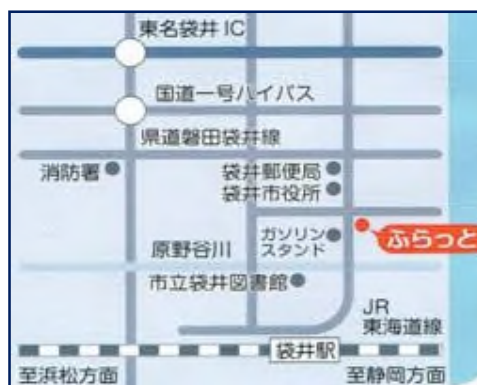 東名袋井 IC
国道一号バイパス
県道磐田袋井線
消防署
袋井郵便局
袋井市役所
ガソリン
スタンド
ふらっと
原野谷川
市立袋井図書館
JR
東海道線
袋井駅
至浜松方面
至静岡方面